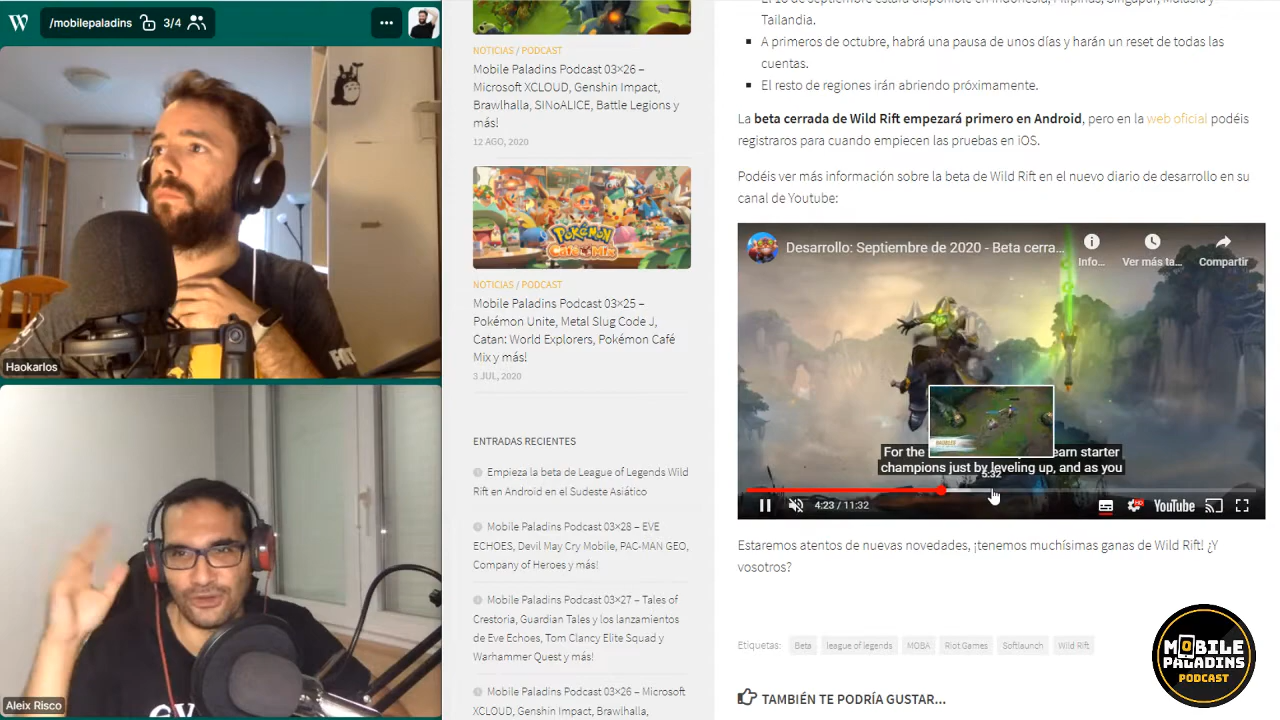 /mobilepaladins 3/4
Haokarlos
Aleix Risco
NOTICIAS / PODCAST
Mobile Paladins Podcast 03×26 –
Microsoft XCLOUD, Genshin Impact,
Brawlhalla, SINoALICE, Battle Legions y
más!
12 AGO, 2020
POKÉMON
Café Mix
NOTICIAS / PODCAST
Mobile Paladins Podcast 03×25 –
Pokémon Unite, Metal Slug Code J,
Catan: World Explorers, Pokémon Café
Mix y más!
3 JUL, 2020
ENTRADAS RECIENTES
Empieza la beta de League of Legends Wild
Rift en Android en el Sudeste Asiático
Mobile Paladins Podcast 03×28 – EVE
ECHOES, Devil May Cry Mobile, PAC-MAN GEO,
Company of Heroes y más!
Mobile Paladins Podcast 03×27 – Tales of
Crestoria, Guardian Tales y los lanzamientos
de Eve Echoes, Tom Clancy Elite Squad y
Warhammer Quest y más!
Mobile Paladins Podcast 03×26 – Microsoft
XCLOUD, Genshin Impact, Brawlhalla,
Tailandia.
A primeros de octubre, habrá una pausa de unos días y harán un reset de todas las
cuentas.
El resto de regiones irán abriendo próximamente.
La beta cerrada de Wild Rift empezará primero en Android, pero en la web oficial podéis
registraros para cuando empiecen las pruebas en iOS.
Podéis ver más información sobre la beta de Wild Rift en el nuevo diario de desarrollo en su
canal de Youtube:
Desarrollo: Septiembre de 2020 - Beta cerra...
Info...
Ver más ta...
Compartir
For the earn starter
champions just by leveling up, and as you
5:32
4:23 / 11:32
HD
YouTube
Estaremos atentos de nuevas novedades, ¡tenemos muchísimas ganas de Wild Rift! ¿Y
vosotros?
Etiquetas: Beta league of legends MOBA Riot Games Softlaunch Wild Rift
TAMBIÉN TE PODRÍA GUSTAR...
MOBILE
PALADINS
PODCAST